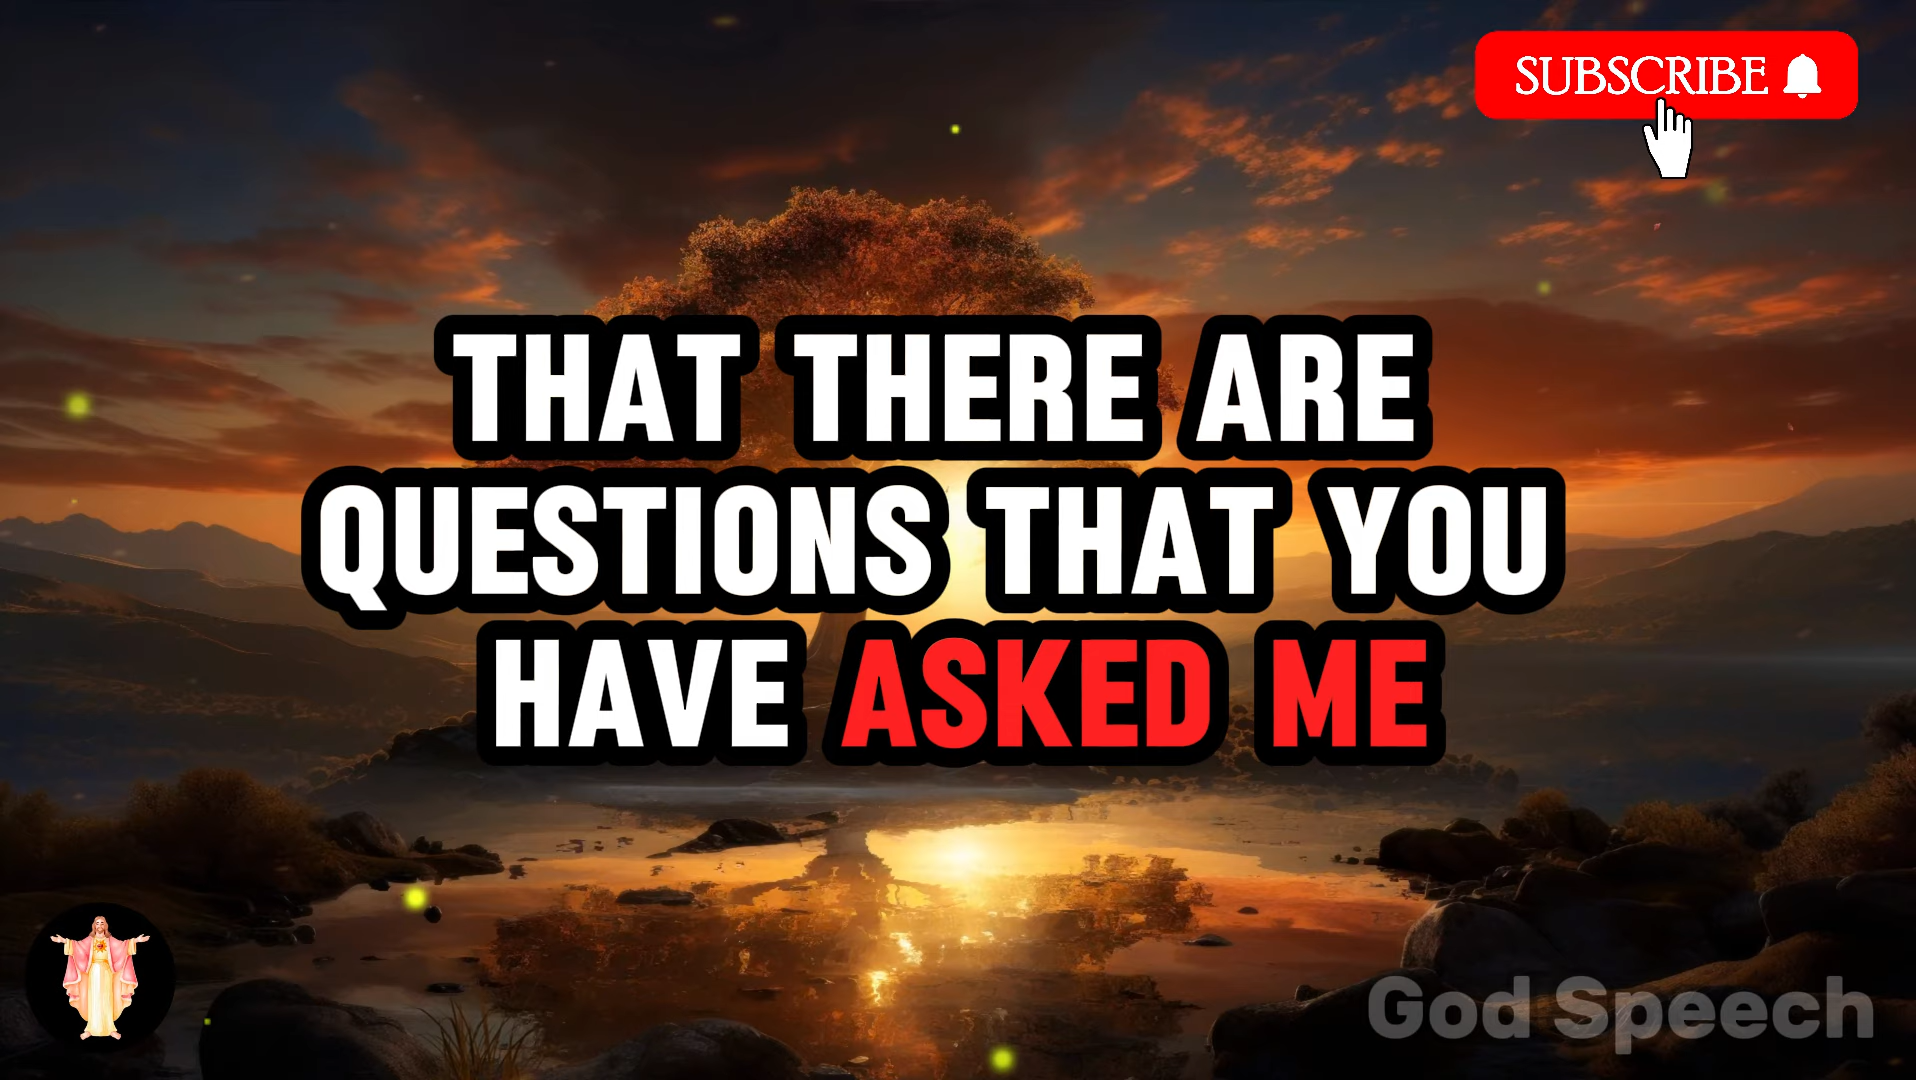 SUBSCRIBE
THAT THERE ARE
QUESTIONS THAT YOU
HAVE ASKED ME
God Speech